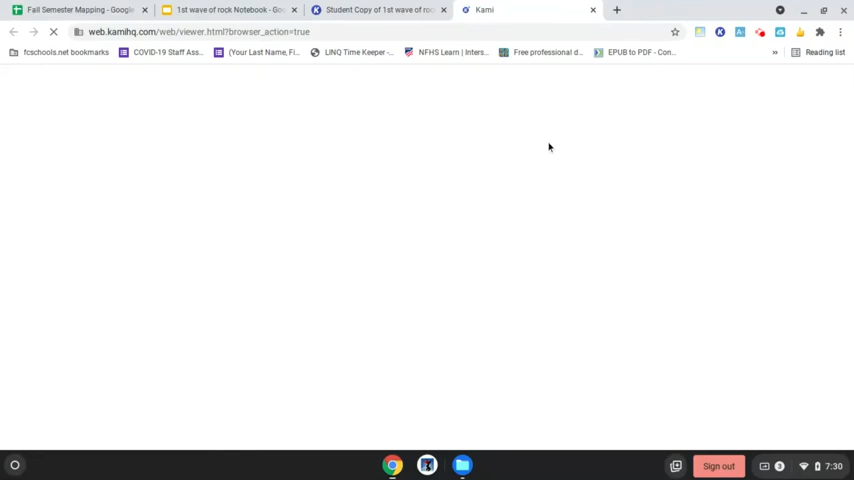 Fall Semester Mapping - Google
1st wave of rock Notebook - Goo
Student Copy of 1st wave of roc
Kami
web.kamihq.com/web/viewer.html?browser_action=true
fcschools.net bookmarks
COVID-19 Staff Ass...
(Your Last Name, Fi...
LINQ Time Keeper -...
NFHS Learn | Inters...
Free professional d...
EPUB to PDF - Con...
»
Reading list
Sign out
3
7:30